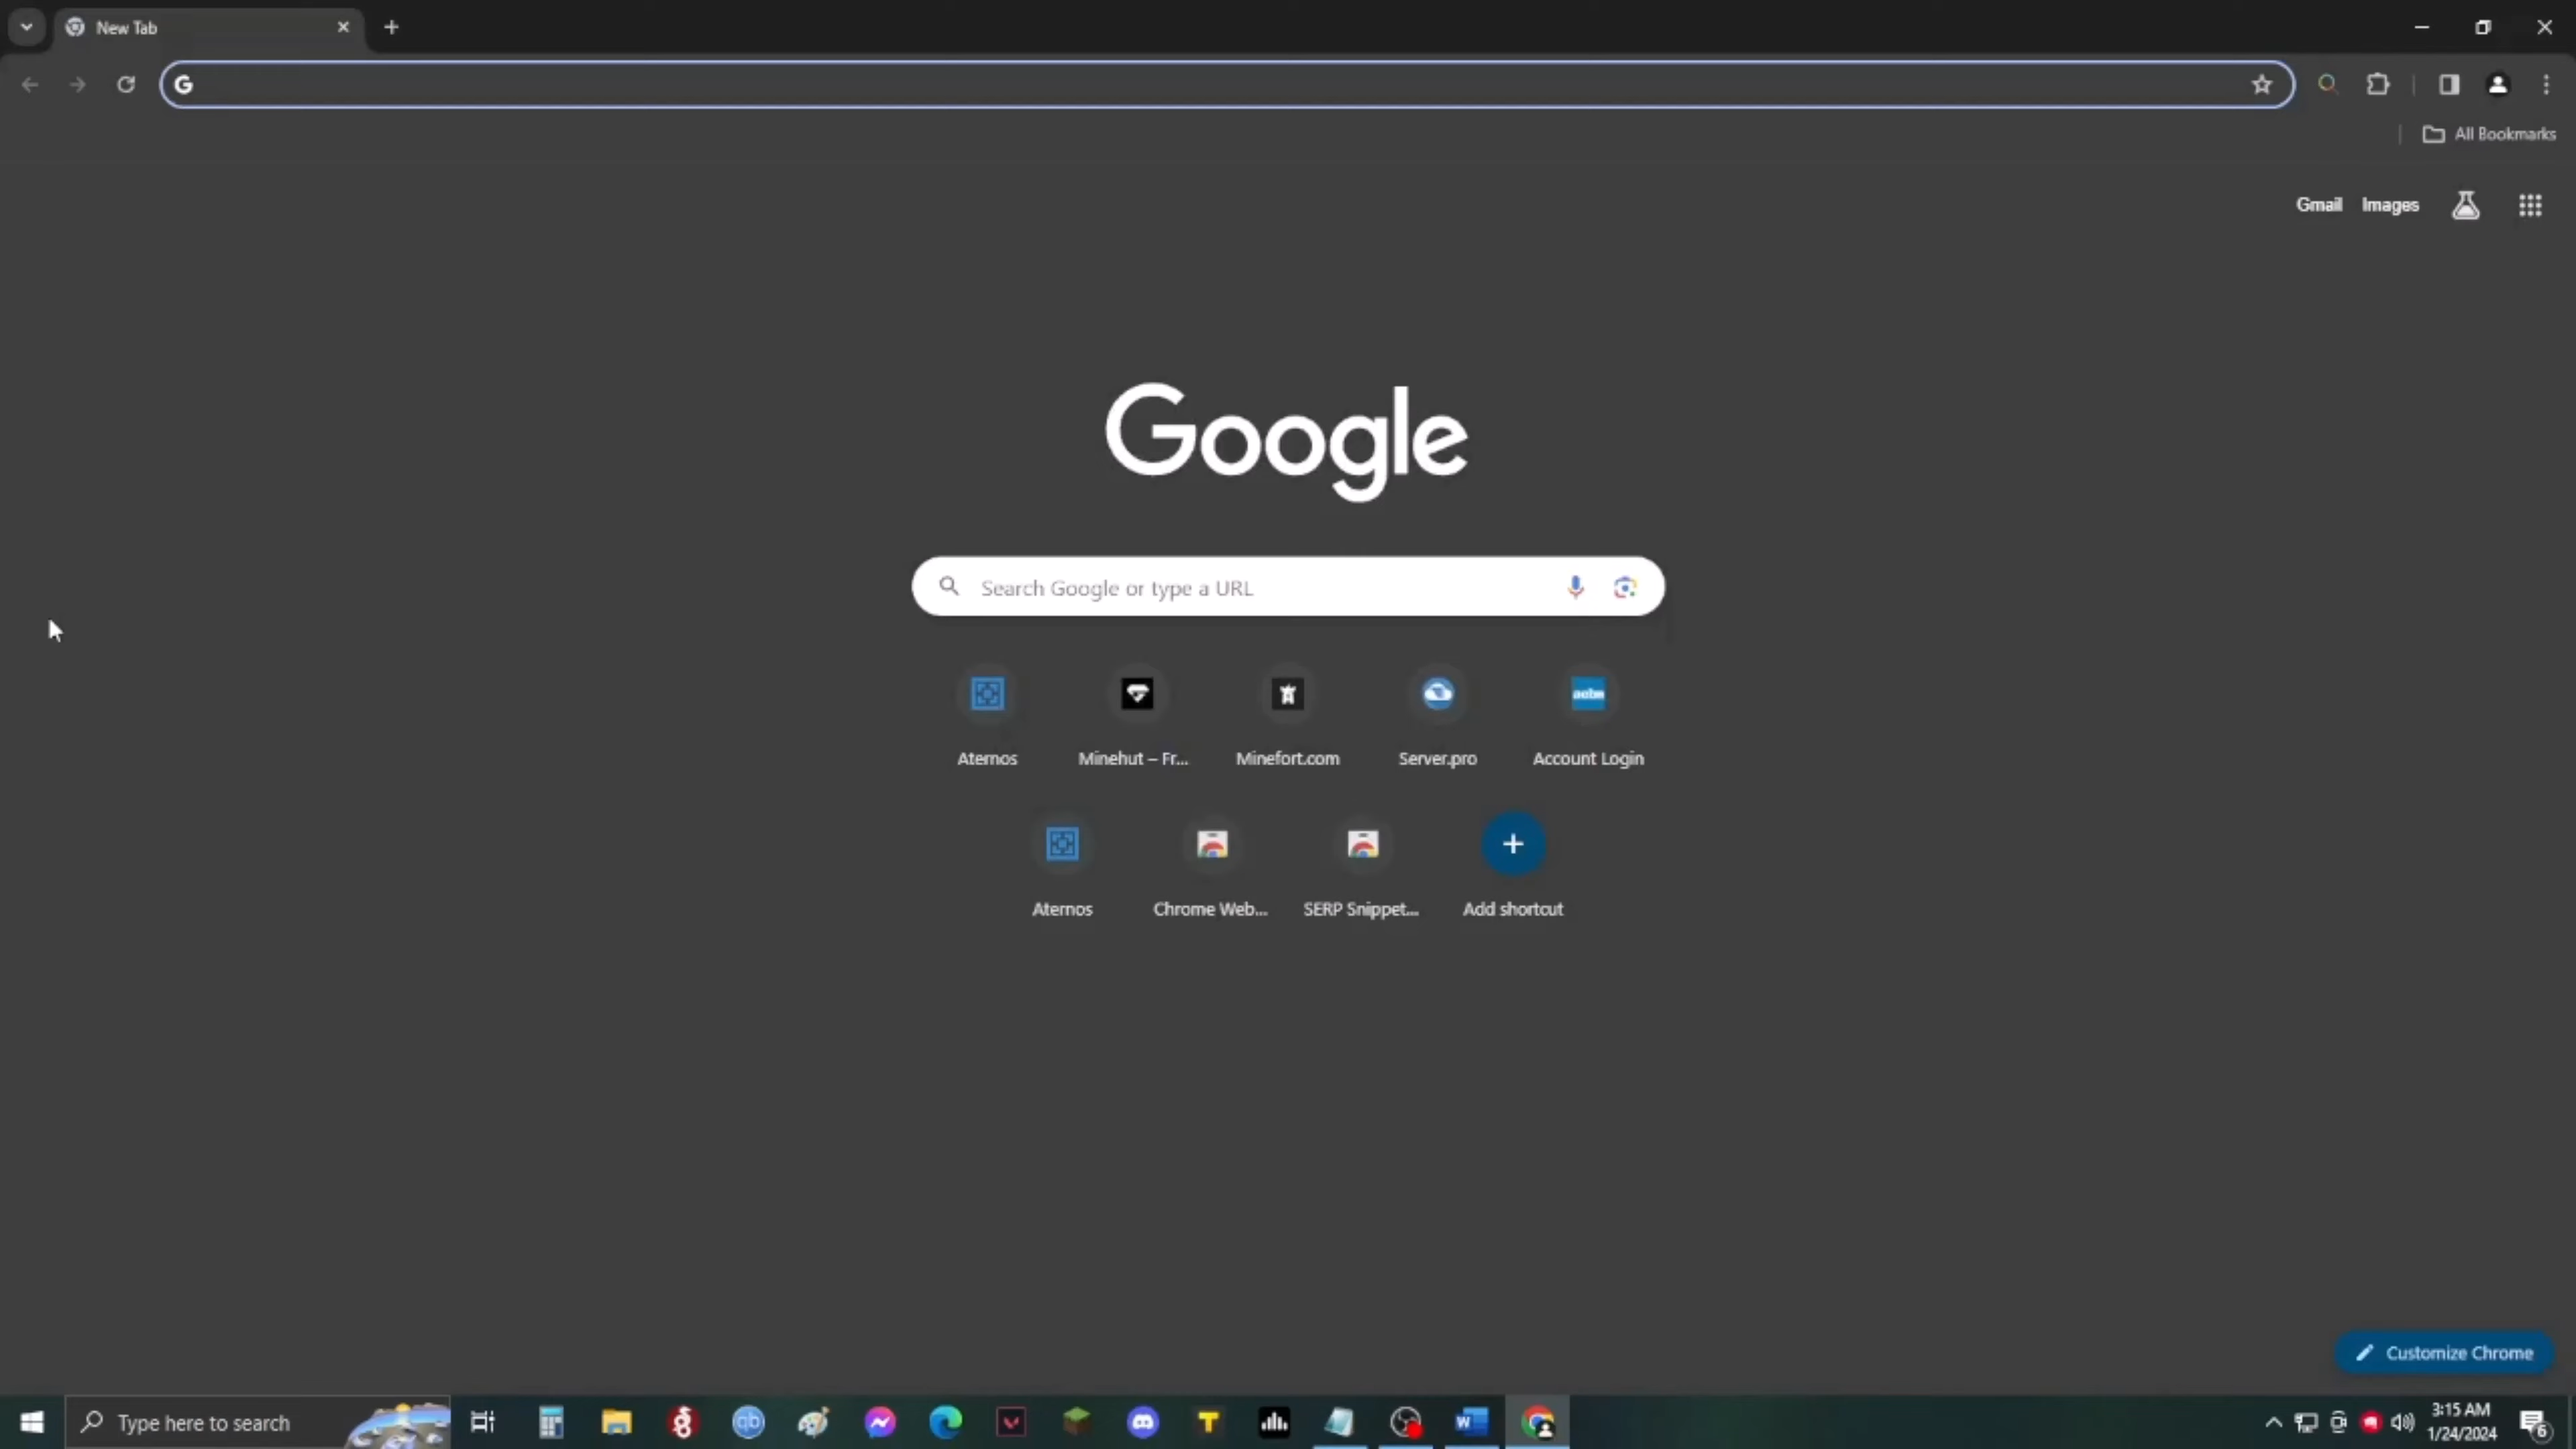 New Tab
All Bookmarks
Gmail Images
Google
Search Google or type a URL
Aternos Minehut – Fr... Minefort.com Server.pro Account Login
Aternos Chrome Web... SERP Snippet... Add shortcut
Customize Chrome
Type here to search
3:15 AM
1/24/2024
6